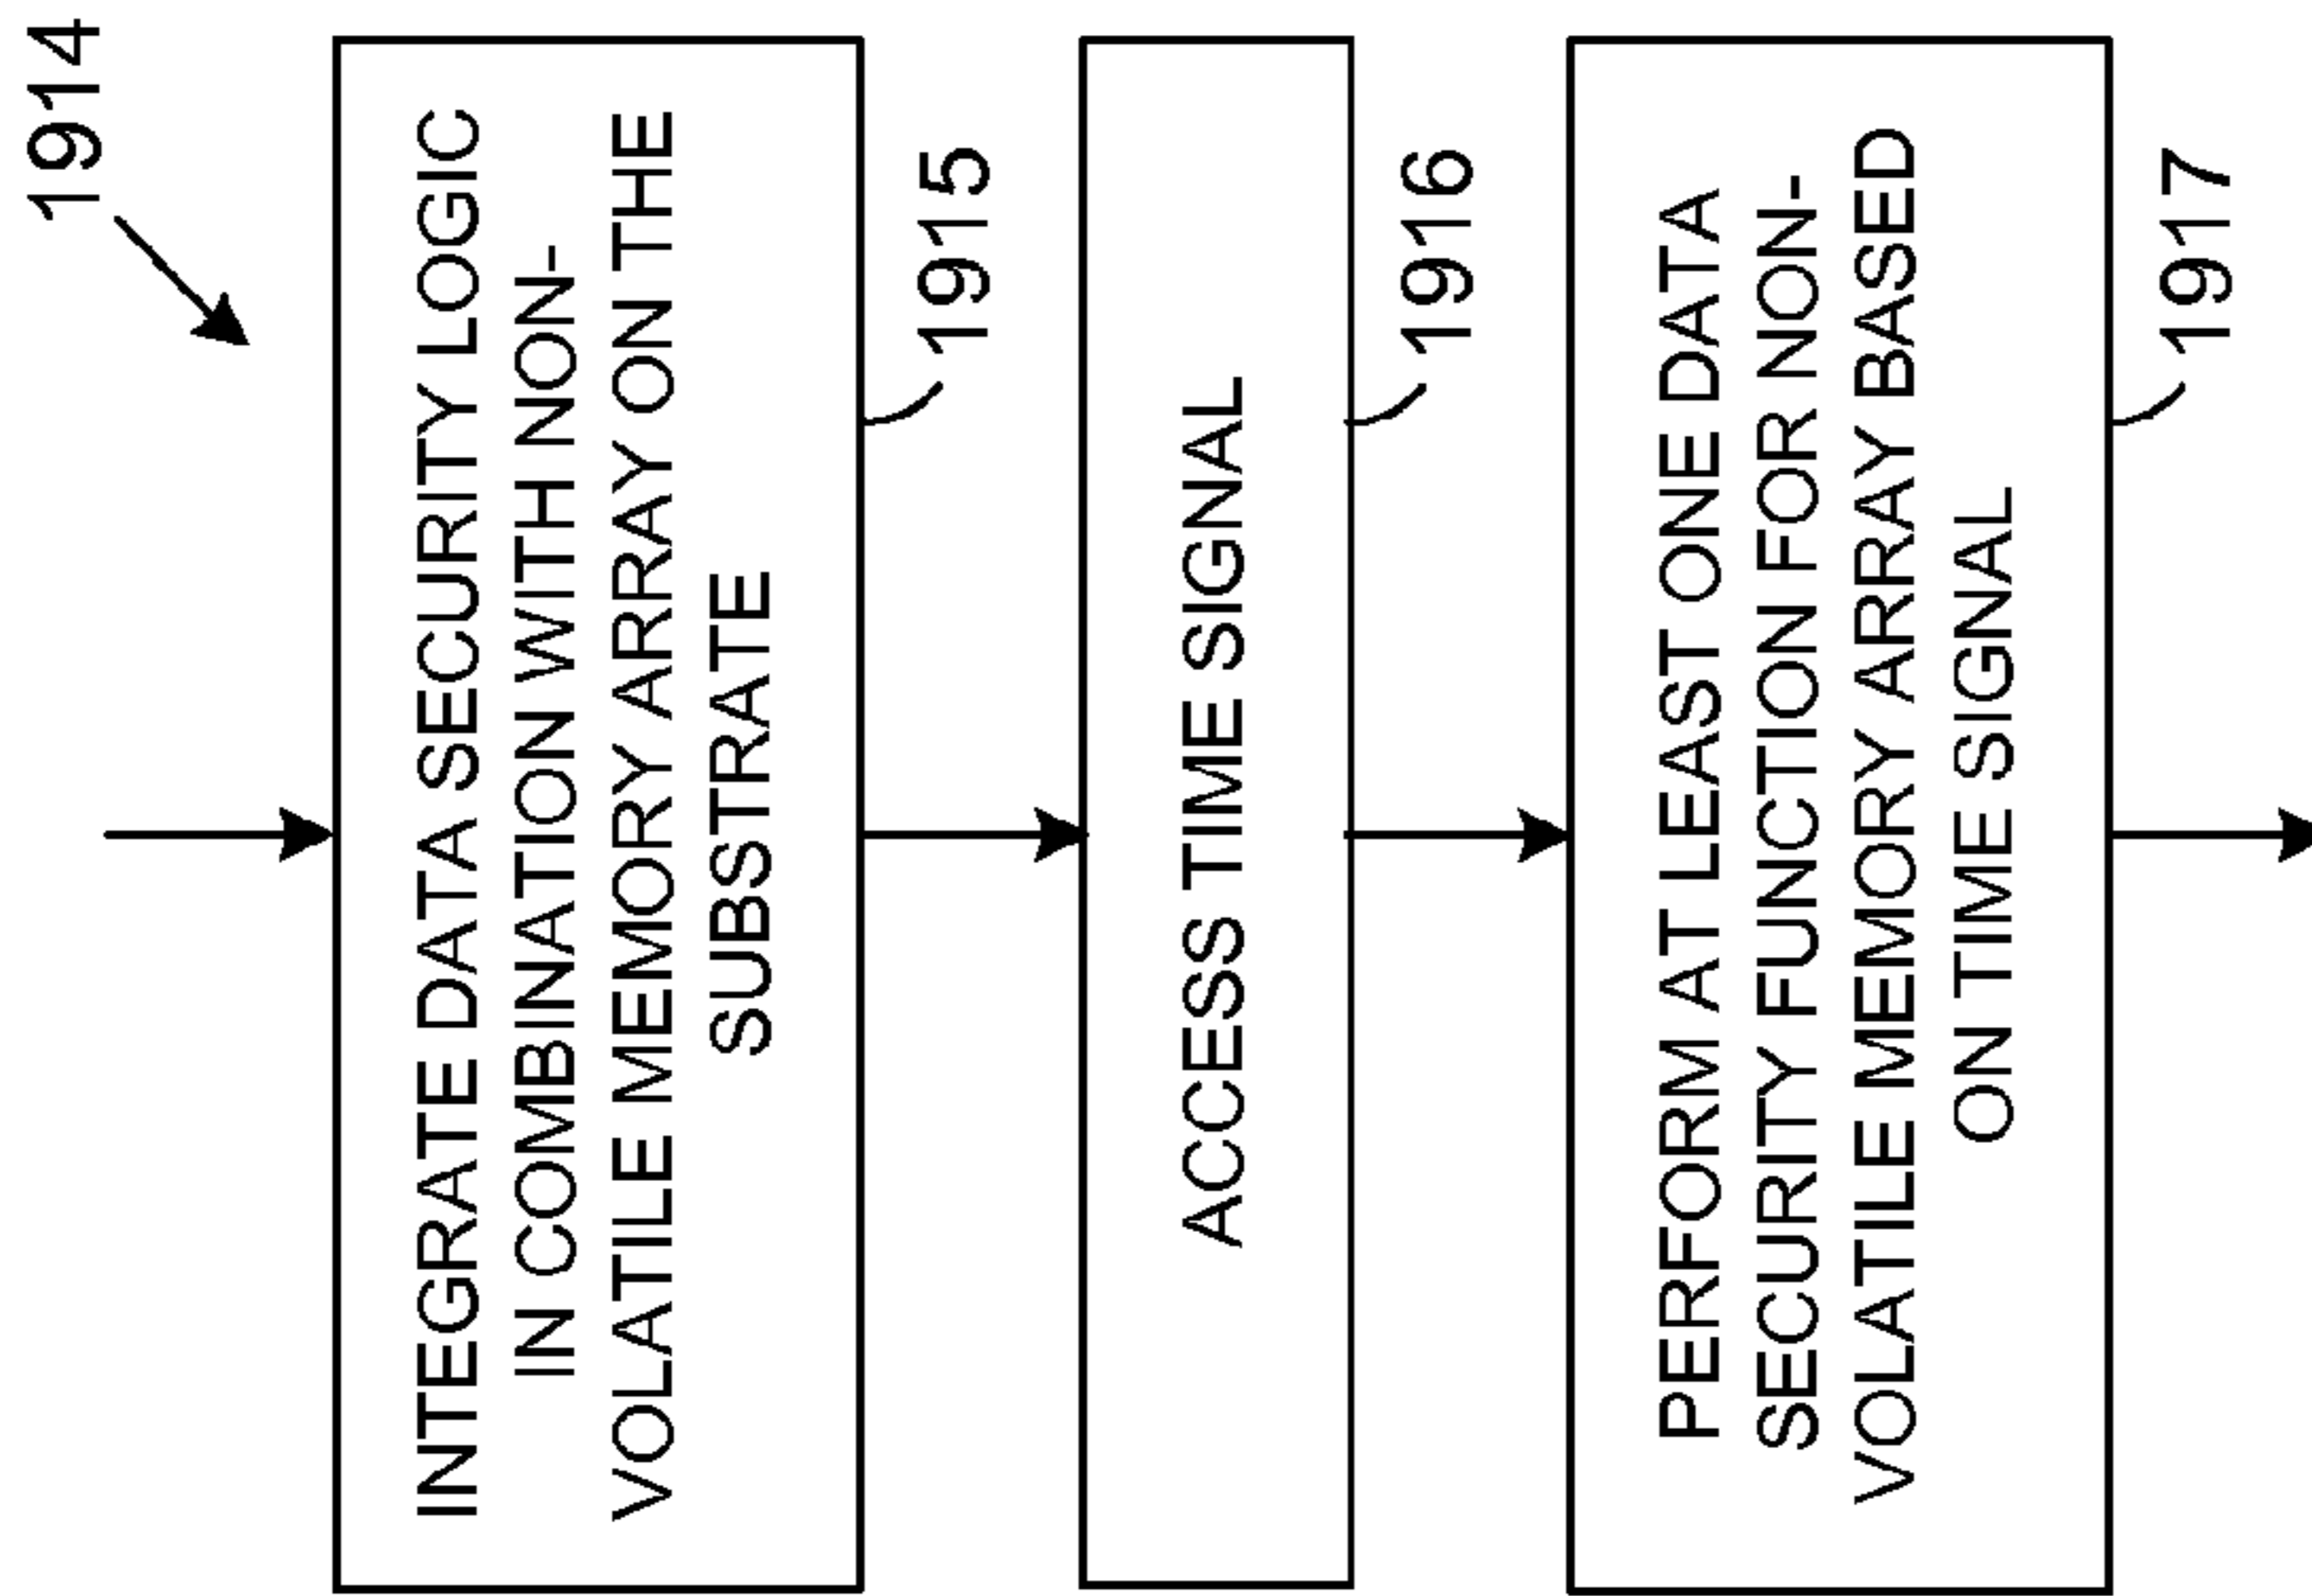 1914
INTEGRATE DATA SECURITY LOGIC
IN COMBINATION WITH NON-
VOLATILE MEMORY ARRAY ON THE
SUBSTRATE
1915
ACCESS TIME SIGNAL
1916
PERFORM AT LEAST ONE DATA
SECURITY FUNCTION FOR NON-
VOLATILE MEMORY ARRAY BASED
ON TIME SIGNAL
1917